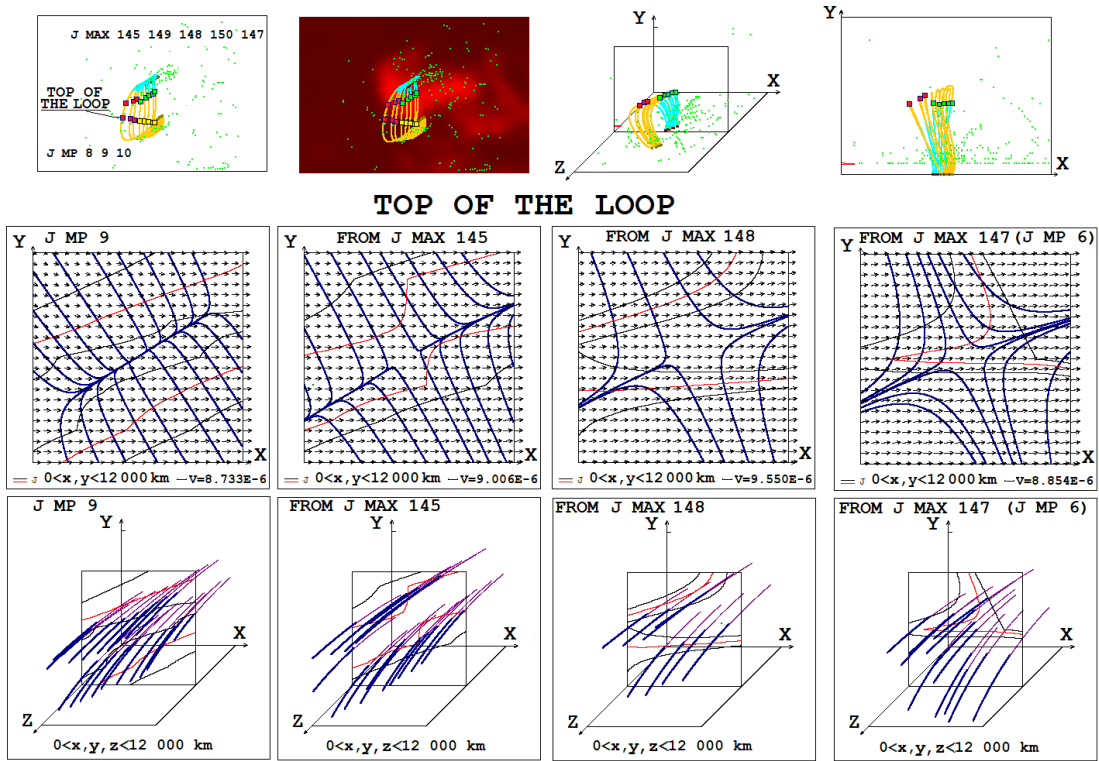 J MAX 145 149 148 150 147
TOP OF
THE LOOP
J MP 8 9 10
Y
X
Z
Y
X
TOP OF THE LOOP
Y
J MP 9
X
= J 0<x,y<12 000 km —V=8.733E-6
Y
FROM J MAX 145
X
= J 0<x,y<12 000 km —V=9.006E-6
Y
FROM J MAX 148
X
= J 0<x,y<12 000 km —V=9.550E-6
Y
FROM J MAX 147(J MP 6)
X
= J 0<x,y<12 000 km —V=8.854E-6
J MP 9
Y
X
Z
0<x,y,z<12 000 km
FROM J MAX 145
Y
X
Z
0<x,y,z<12 000 km
FROM J MAX 148
Y
X
Z
0<x,y,z<12 000 km
FROM J MAX 147 (J MP 6)
Y
X
Z
0<x,y,z<12 000 km